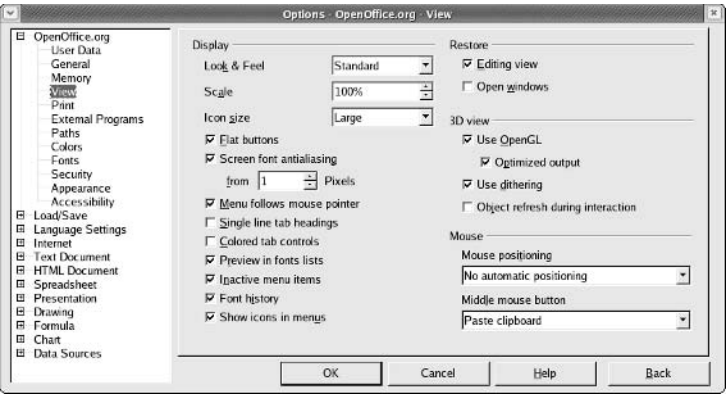 Options - OpenOffice.org - View
OpenOffice.org
User Data
General
Memory
View
Print
External Programs
Paths
Colors
Fonts
Security
Appearance
Accessibility
Load/Save
Language Settings
Internet
Text Document
HTML Document
Spreadsheet
Presentation
Drawing
Formula
Chart
Data Sources
Display
Look & Feel Standard
Scale 100%
Icon size Large
Flat buttons
Screen font antialiasing
from 1 Pixels
Menu follows mouse pointer
Single line tab headings
Colored tab controls
Preview in fonts lists
Inactive menu items
Font history
Show icons in menus
Restore
Editing view
Open windows
3D view
Use OpenGL
Optimized output
Use dithering
Object refresh during interaction
Mouse
Mouse positioning
No automatic positioning
Middle mouse button
Paste clipboard
OK Cancel Help Back